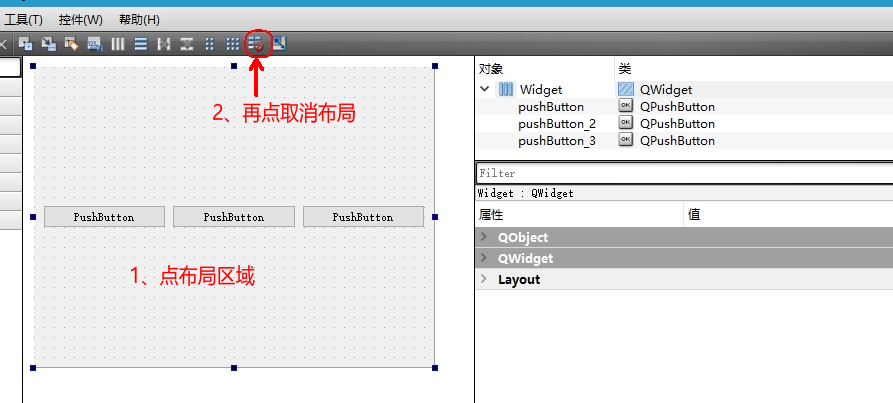 工具(T) 控件(W) 帮助(H)
2、再点取消布局
PushButton PushButton PushButton
1、点布局区域
对象 类
Widget QWidget
pushButton QPushButton
pushButton_2 QPushButton
pushButton_3 QPushButton
Filter
Widget : QWidget
属性 值
QObject
QWidget
Layout